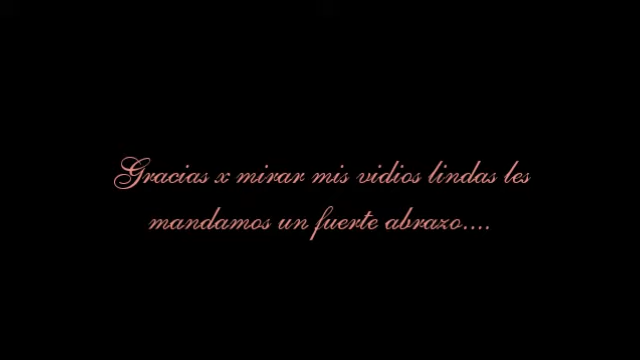 Gracias x mirar mis vidios lindas les
mandamos un fuerte abrazo....